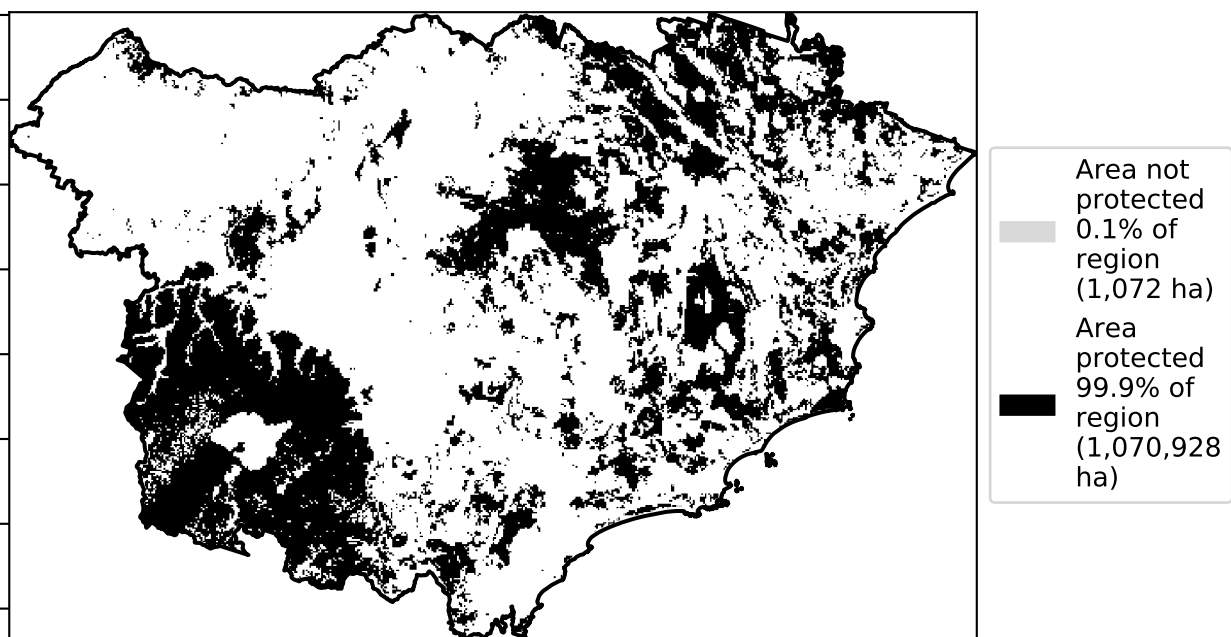 Area not
protected
0.1% of
region
(1,072 ha)
Area
protected
99.9% of
region
(1,070,928
ha)